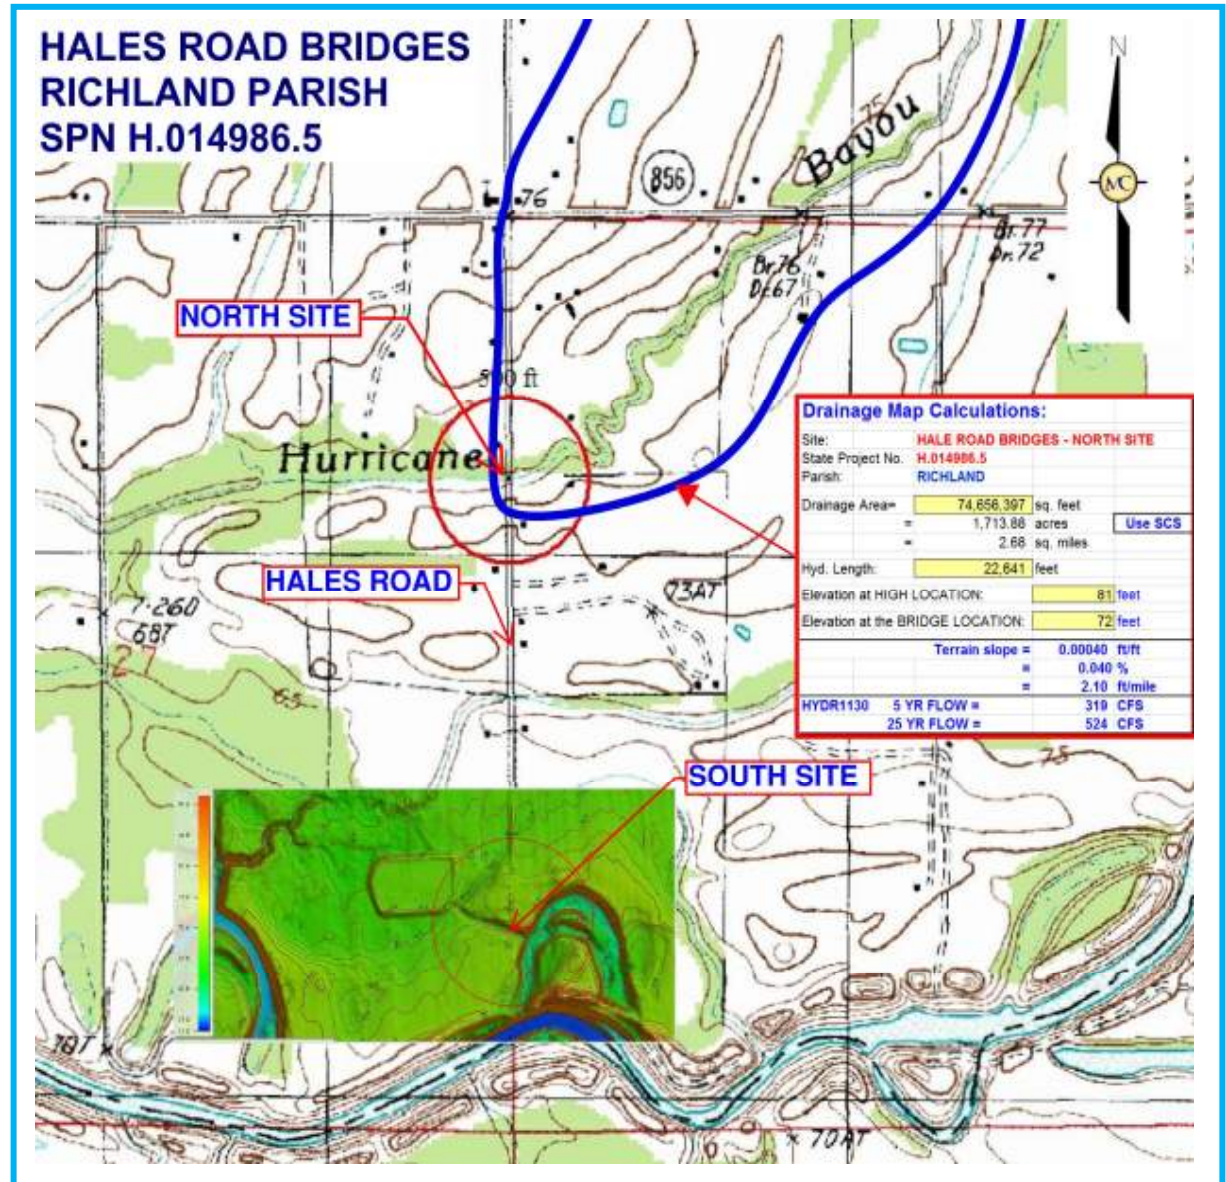 HALES ROAD BRIDGES
RICHLAND PARISH
SPN H.014986.5
N
MC
856
76
75
Bayou
Br.77
Dr.72
Br.76
Dr.67
NORTH SITE
500 ft
Hurricane
HALES ROAD
73AT
T-26D
68T
27
65
Drainage Map Calculations:
Site: HALE ROAD BRIDGES - NORTH SITE
State Project No. H.014986.5
Parish: RICHLAND
Drainage Area= 74,656,397 sq. feet
= 1,713.88 acres Use SCS
= 2.68 sq. miles
Hyd. Length: 22,641 feet
Elevation at HIGH LOCATION: 81 feet
Elevation at the BRIDGE LOCATION: 72 feet
Terrain slope = 0.00040 ft/ft
= 0.040 %
= 2.10 ft/mile
HYDR1130 5 YR FLOW = 319 CFS
25 YR FLOW = 524 CFS
75
SOUTH SITE
70T
70AT